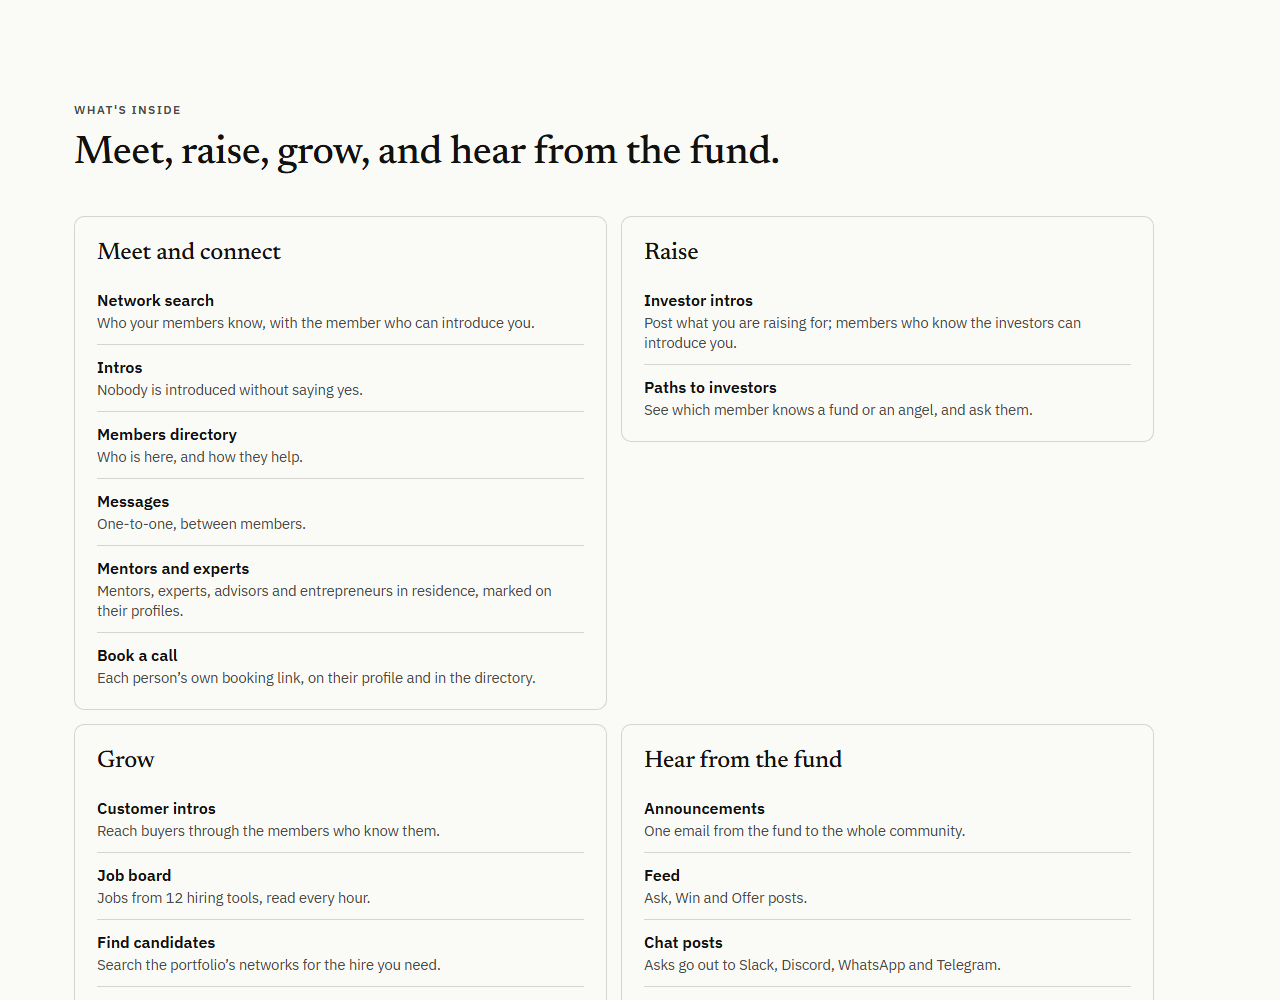 WHAT'S INSIDE
Meet, raise, grow, and hear from the fund.
Meet and connect
Network search
Who your members know, with the member who can introduce you.
Intros
Nobody is introduced without saying yes.
Members directory
Who is here, and how they help.
Messages
One-to-one, between members.
Mentors and experts
Mentors, experts, advisors and entrepreneurs in residence, marked on
their profiles.
Book a call
Each person’s own booking link, on their profile and in the directory.
Raise
Investor intros
Post what you are raising for; members who know the investors can
introduce you.
Paths to investors
See which member knows a fund or an angel, and ask them.
Grow
Customer intros
Reach buyers through the members who know them.
Job board
Jobs from 12 hiring tools, read every hour.
Find candidates
Search the portfolio’s networks for the hire you need.
Hear from the fund
Announcements
One email from the fund to the whole community.
Feed
Ask, Win and Offer posts.
Chat posts
Asks go out to Slack, Discord, WhatsApp and Telegram.